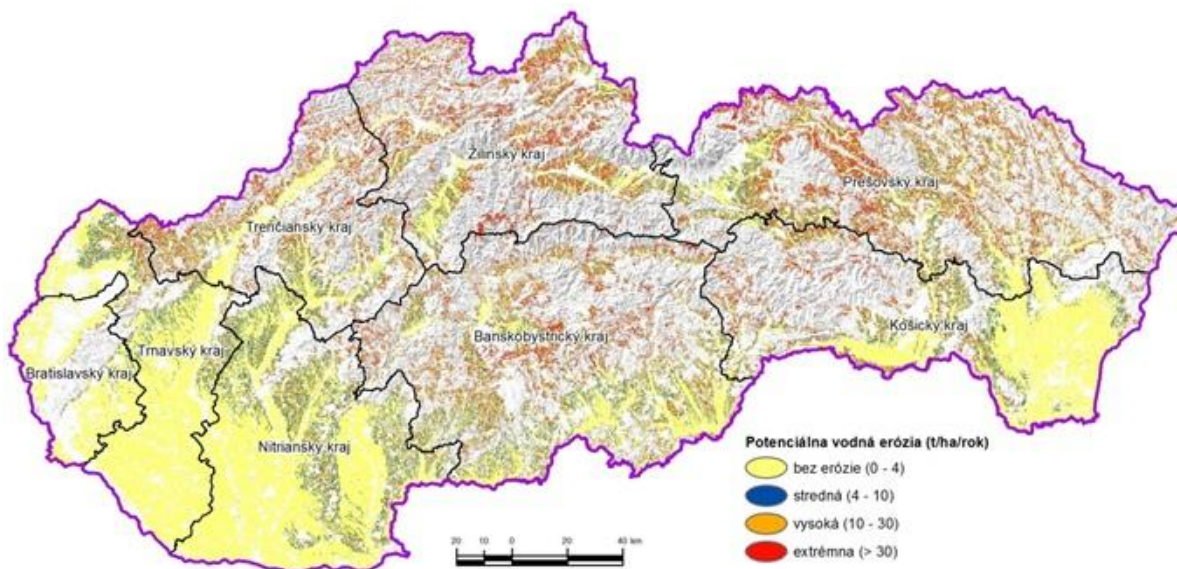 Žilinský kraj
Prešovský kraj
Trenčiansky kraj
Banskobystrický kraj
Košický kraj
Trnavský kraj
Bratislavský kraj
Nitriansky kraj
Potenciálna vodná erózia (t/ha/rok)
bez erózie (0 - 4)
stredná (4 - 10)
vysoká (10 - 30)
extrémna (> 30)
20 10 0 20 40 km